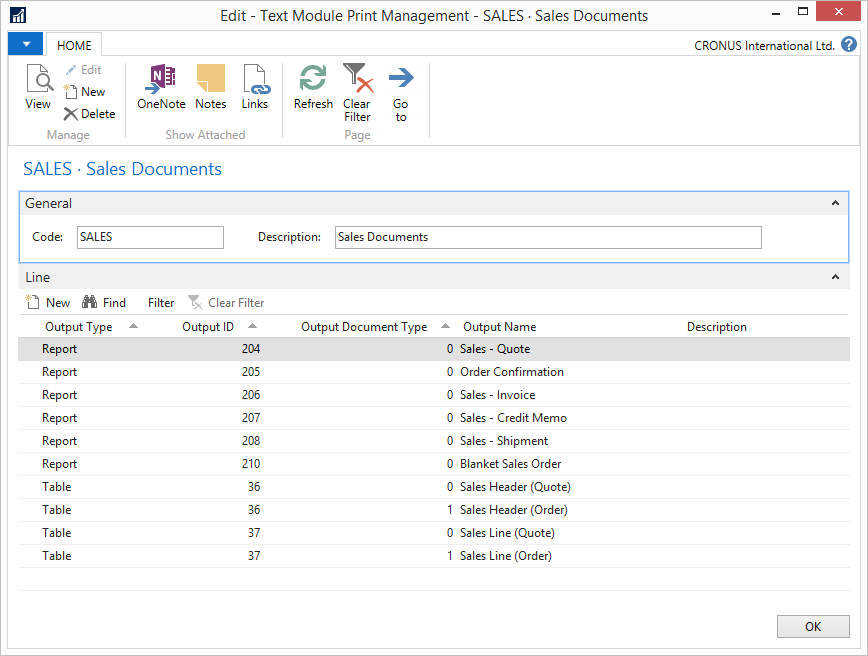 Edit - Text Module Print Management - SALES · Sales Documents
HOME
CRONUS International Ltd.
?
View
Edit
New
Delete
Manage
N
OneNote
Notes
Links
Show Attached
Refresh
Clear Filter
Go to
Page
SALES · Sales Documents
General
Code: SALES Description: Sales Documents
Line
New Find Filter Clear Filter
Output Type Output ID Output Document Type Output Name Description
Report 204 0 Sales - Quote
Report 205 0 Order Confirmation
Report 206 0 Sales - Invoice
Report 207 0 Sales - Credit Memo
Report 208 0 Sales - Shipment
Report 210 0 Blanket Sales Order
Table 36 0 Sales Header (Quote)
Table 36 1 Sales Header (Order)
Table 37 0 Sales Line (Quote)
Table 37 1 Sales Line (Order)
OK